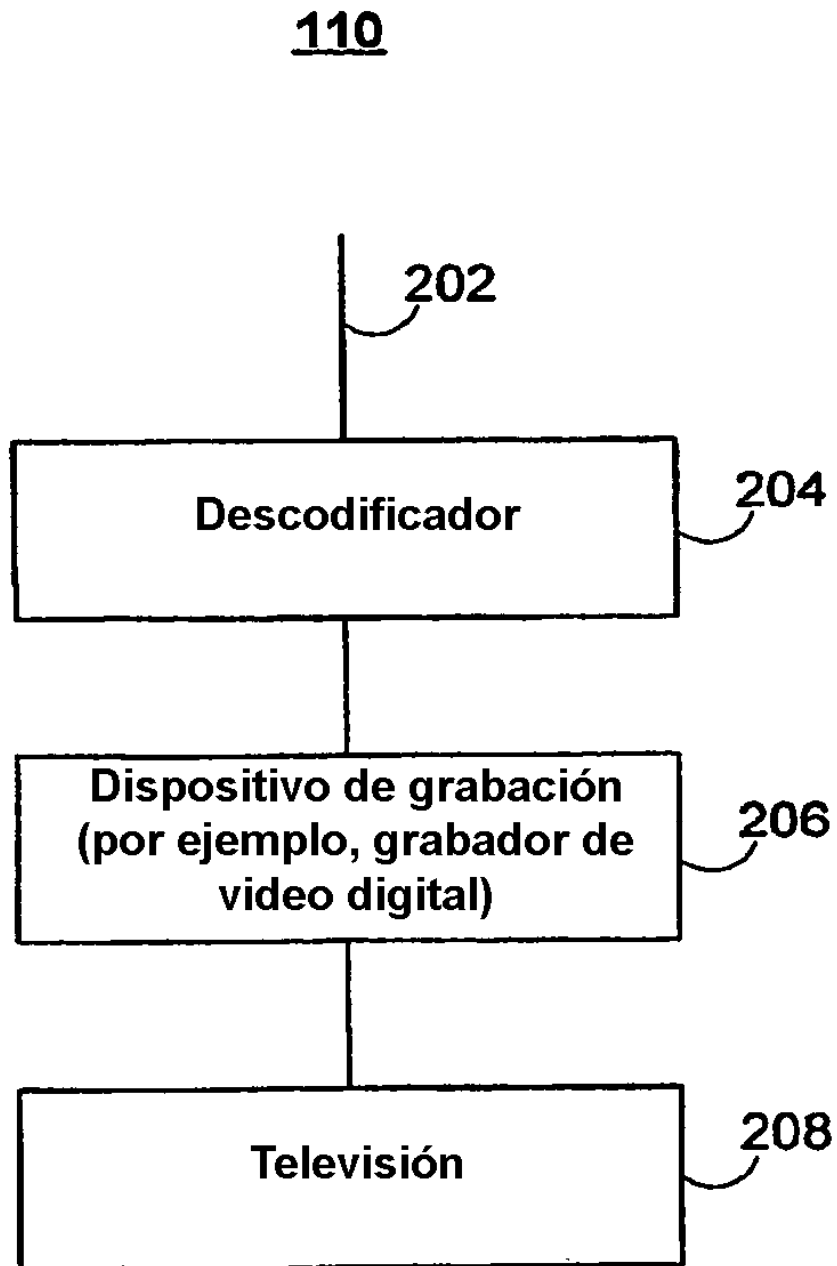 110
202
Descodificador
204
Dispositivo de grabación
(por ejemplo, grabador de
video digital)
206
Televisión
208